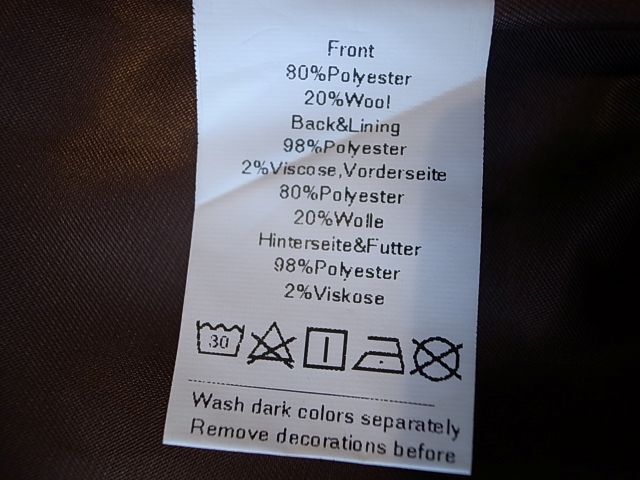 Front
80%Polyester
20%Wool
Back&Lining
98%Polyester
2%Viscose,Vorderseite
80%Polyester
20%Wolle
Hinterseite&Futter
98%Polyester
2%Viskose
30
Wash dark colors separately
Remove decorations before